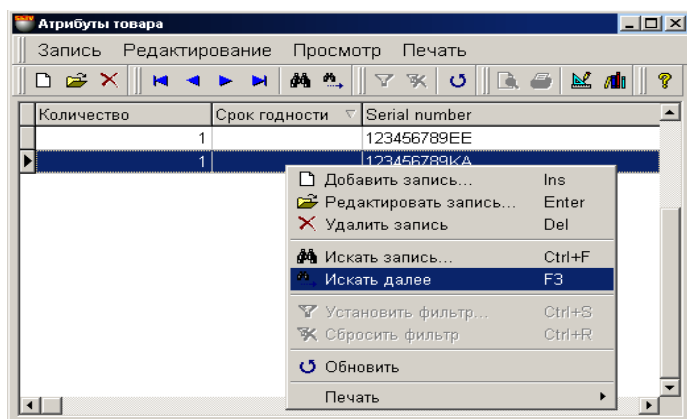 Атрибуты товара
Запись Редактирование Просмотр Печать
Количество Срок годности Serial number
1 123456789EE
1 123456789KA
Добавить запись... Ins
Редактировать запись... Enter
Удалить запись Del
Искать запись... Ctrl+F
Искать далее F3
Установить фильтр... Ctrl+S
Сбросить фильтр Ctrl+R
Обновить
Печать